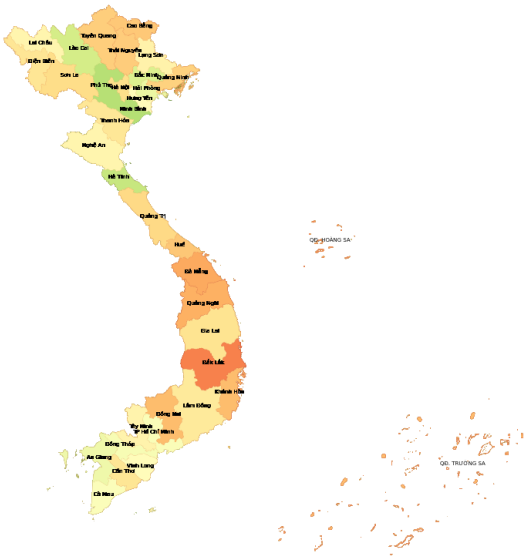 Cao Bằng
Tuyên Quang
Lai Châu
Lào Cai
Thái Nguyên
Lạng Sơn
Điện Biên
Sơn La
Bắc Ninh
Quảng Ninh
Phú Thọ
Hà Nội
Hải Phòng
Hưng Yên
Ninh Bình
Thanh Hóa
Nghệ An
Hà Tĩnh
Quảng Trị
Huế
QĐ. HOÀNG SA
Đà Nẵng
Quảng Ngãi
Gia Lai
Đắk Lắk
Khánh Hòa
Lâm Đồng
Đồng Nai
Tây Ninh
TP Hồ Chí Minh
Đồng Tháp
An Giang
Vĩnh Long
Cần Thơ
QĐ. TRƯỜNG SA
Cà Mau